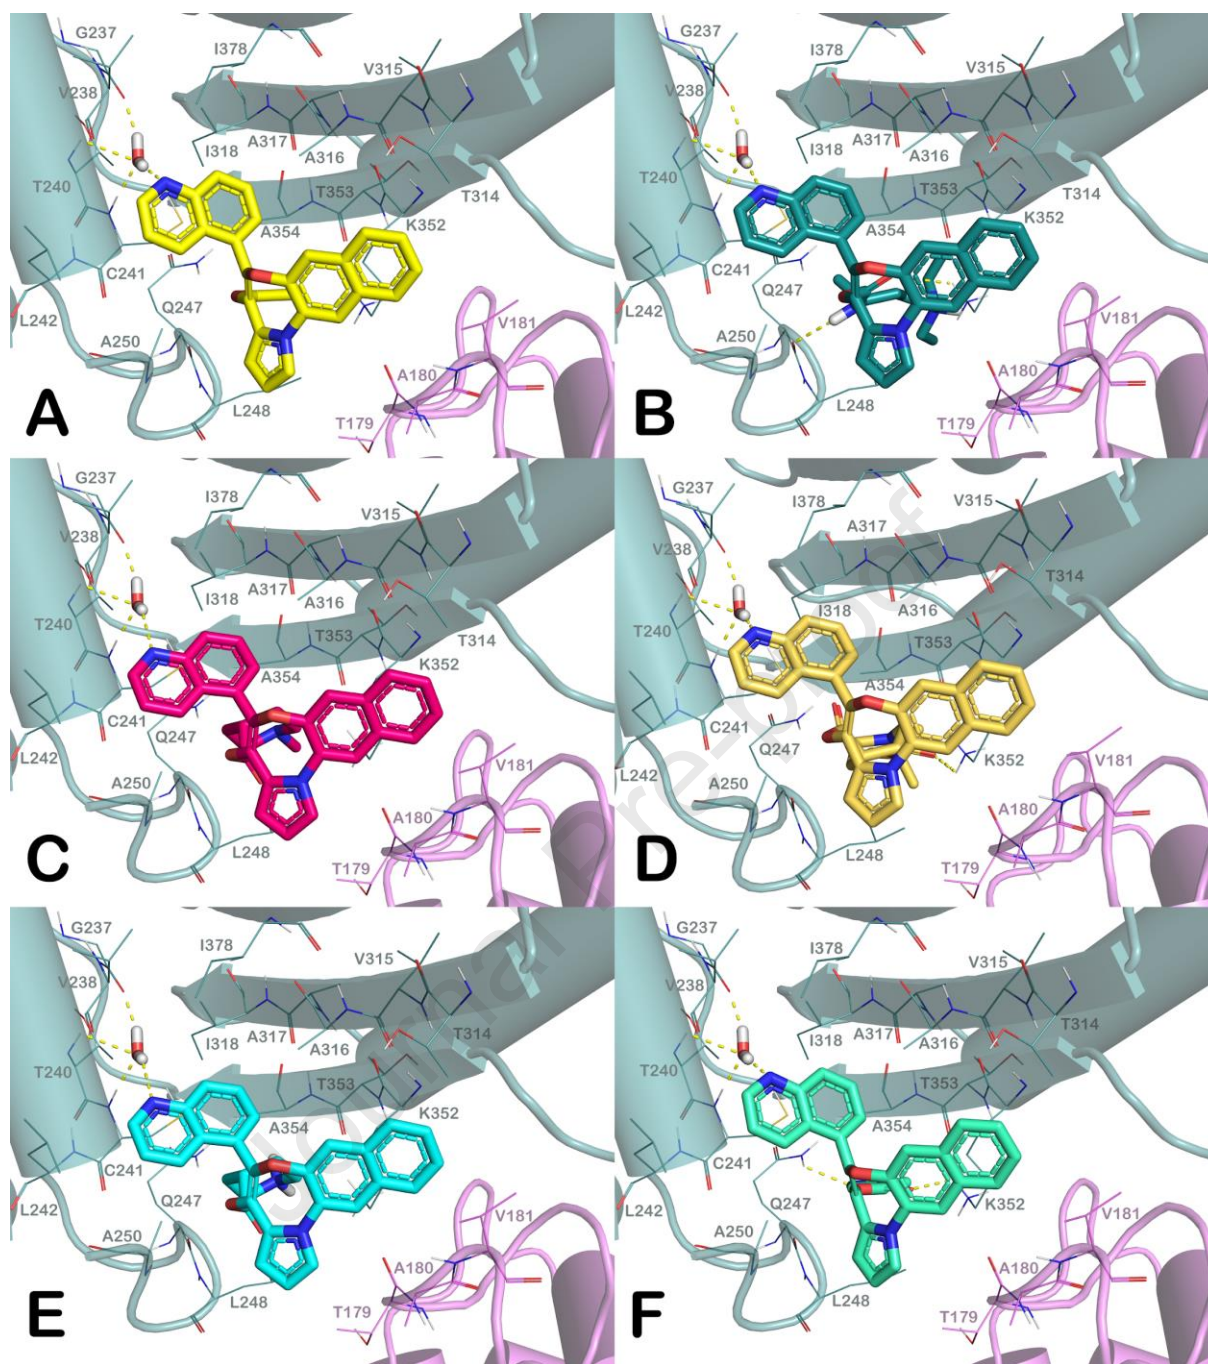 G237
I378
V315
V238
I318
A317
A316
T240
T353
T314
K352
A354
C241
Q247
L242
V181
A250
A180
L248
T179
A
G237
I378
V315
V238
I318
A317
A316
T240
T353
T314
K352
A354
C241
Q247
L242
V181
A250
A180
L248
T179
B
G237
I378
V315
V238
I318
A317
A316
T240
T353
T314
K352
A354
C241
Q247
L242
V181
A250
A180
L248
T179
C
G237
I378
V315
V238
A317
T314
I318
A316
T240
T353
A354
C241
Q247
K352
L242
V181
A250
A180
L248
T179
D
G237
I378
V315
V238
I318
A317
A316
T314
T240
T353
K352
A354
C241
Q247
L242
V181
A250
A180
L248
T179
E
G237
I378
V315
V238
I318
A317
A316
T314
T240
T353
A354
C241
Q247
K352
L242
V181
A250
A180
L248
T179
F
Journal Pre-proof